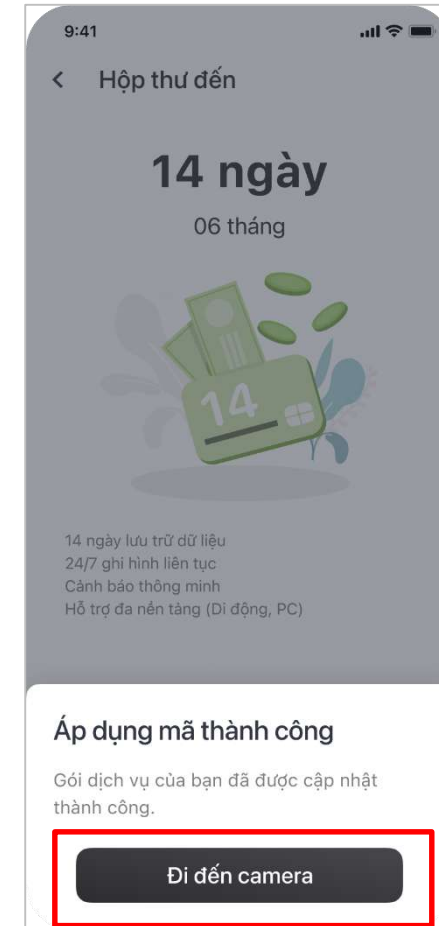 9:41
Hộp thư đến
14 ngày
06 tháng
14
14 ngày lưu trữ dữ liệu
24/7 ghi hình liên tục
Cảnh báo thông minh
Hỗ trợ đa nền tảng (Di động, PC)
Áp dụng mã thành công
Gói dịch vụ của bạn đã được cập nhật
thành công.
Đi đến camera